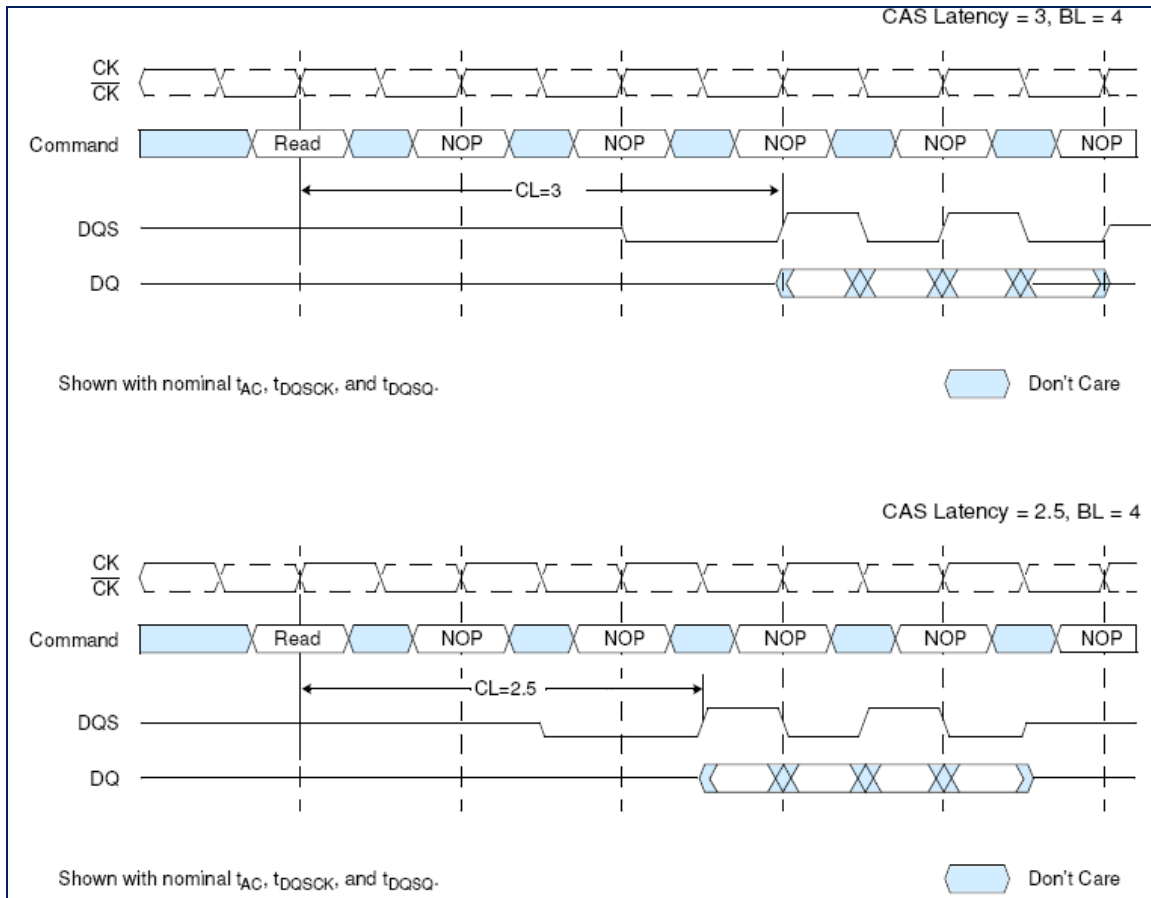 CAS Latency = 3, BL = 4
CK
CK
Command Read NOP NOP NOP NOP NOP
CL=3
DQS
DQ
Shown with nominal tAC, tDQSCK, and tDQSQ.
Don't Care
CAS Latency = 2.5, BL = 4
CK
CK
Command Read NOP NOP NOP NOP NOP
CL=2.5
DQS
DQ
Shown with nominal tAC, tDQSCK, and tDQSQ.
Don't Care